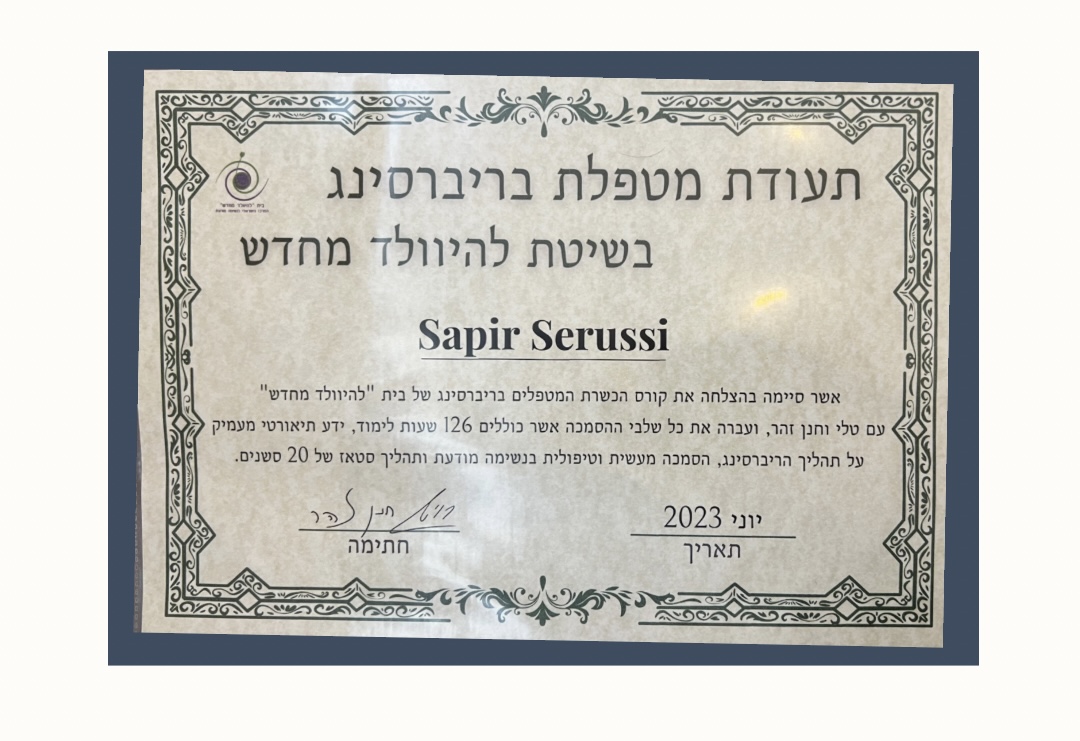 תעודת מטפלת בריברסינג
בשיטת להיוולד מחדש
Sapir Serussi
אשר סיימה בהצלחה את קורס הכשרת המטפלים בריברסינג של בית "להיוולד מחדש"
עם טלי וחנן זהר, ועברה את כל שלבי ההסמכה אשר כוללים 126 שעות לימוד, ידע תיאורטי מעמיק
על תהליך הריברסינג, הסמכה מעשית וטיפולית בנשימה מודעת ותהליך סטאז של 20 סשנים.
יוני 2023
תאריך
חתימה